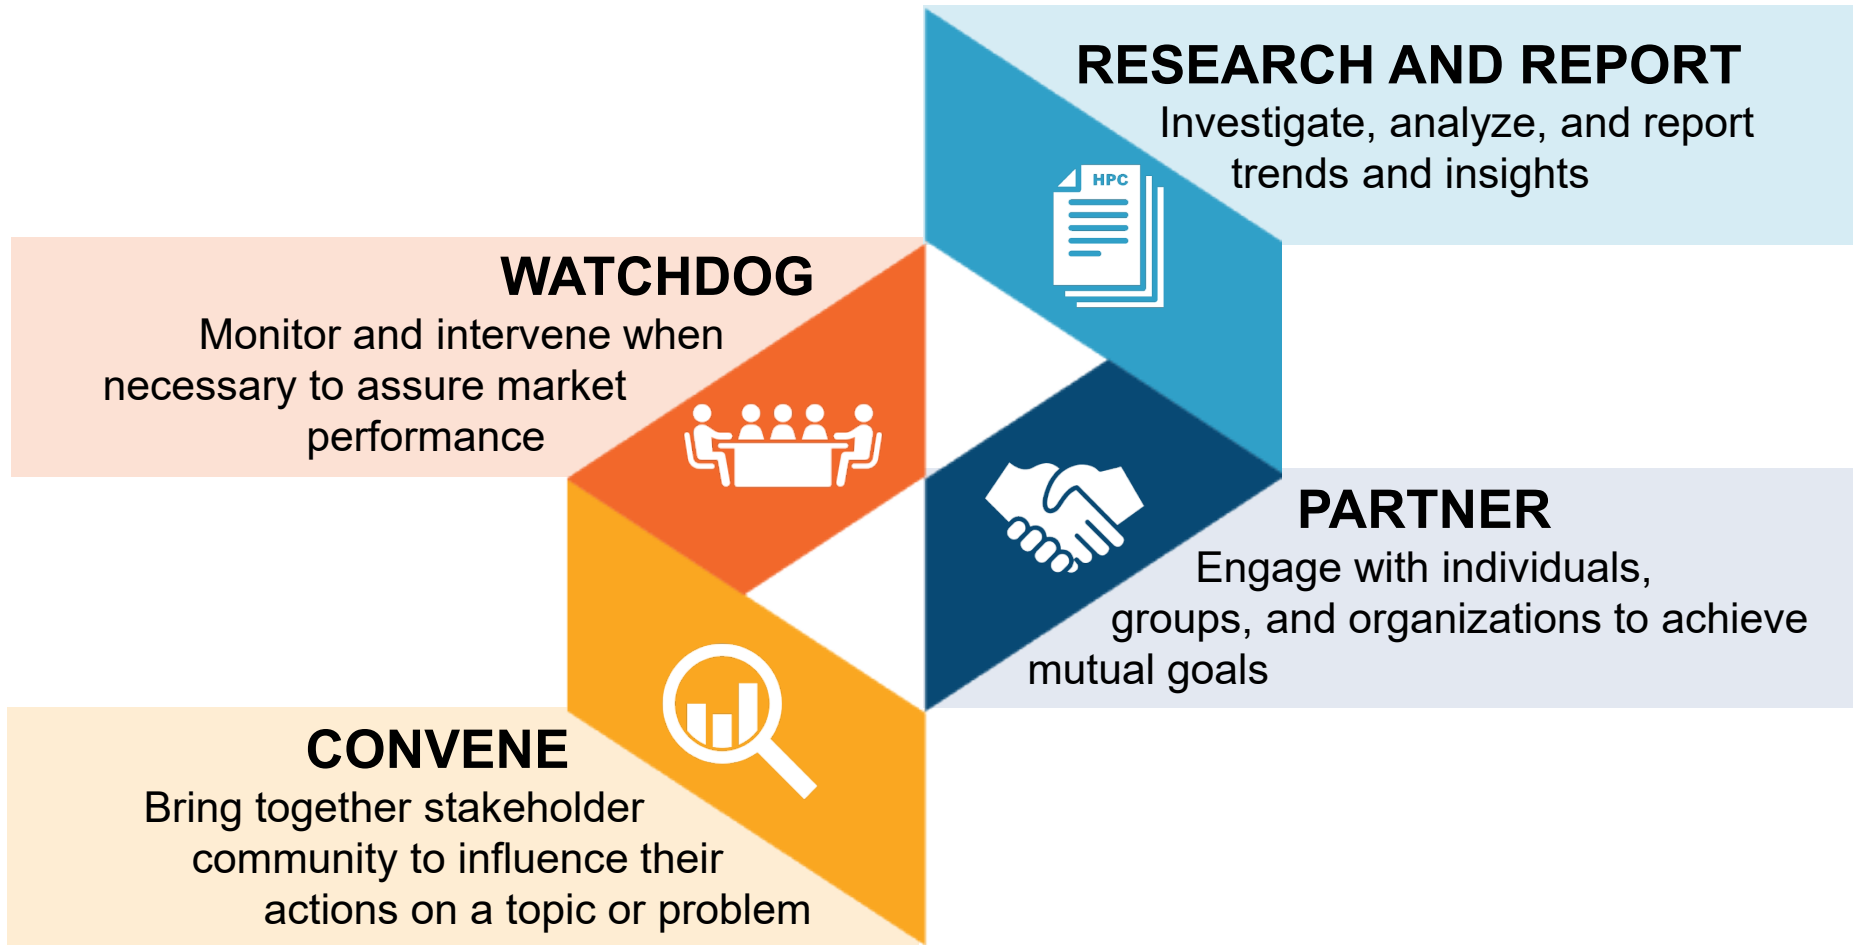 RESEARCH AND REPORT
Investigate, analyze, and report
trends and insights
HPC
WATCHDOG
Monitor and intervene when
necessary to assure market
performance
PARTNER
Engage with individuals,
groups, and organizations to achieve
mutual goals
CONVENE
Bring together stakeholder
community to influence their
actions on a topic or problem